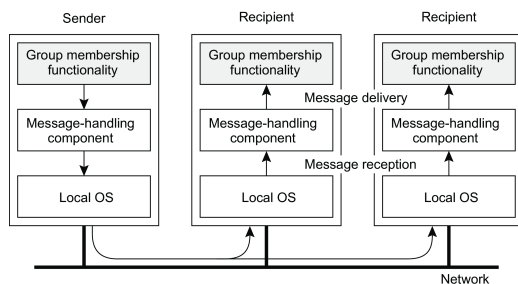 Sender
Recipient
Recipient
Group membership
functionality
Group membership
functionality
Group membership
functionality
Message delivery
Message-handling
component
Message-handling
component
Message-handling
component
Message reception
Local OS
Local OS
Local OS
Network